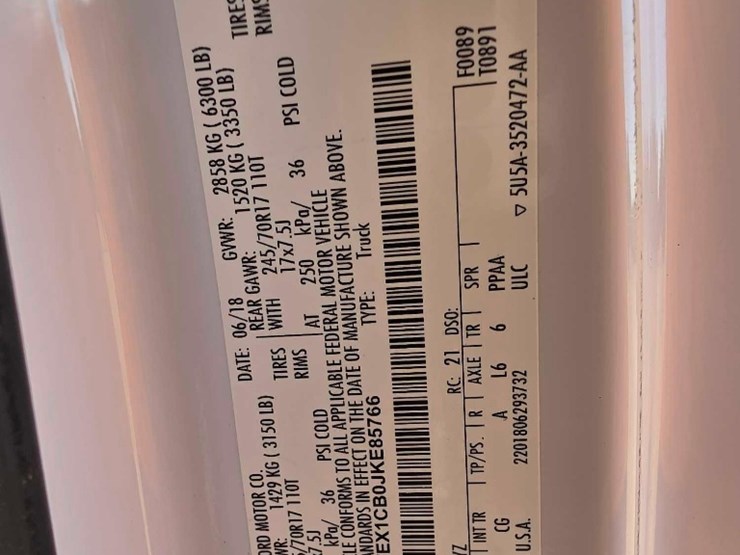 ORD MOTOR CO. DATE: 06/18 GVWR: 2858 KG ( 6300 LB)
WR: 1429 KG ( 3150 LB) REAR GAWR: 1520 KG ( 3350 LB)
/70R17 110T TIRES WITH 245/70R17 110T TIRES
7.5J RIMS 17x7.5J RIMS
kPa/ 36 PSI COLD AT 250 kPa/ 36 PSI COLD
LE CONFORMS TO ALL APPLICABLE FEDERAL MOTOR VEHICLE
ANDARDS IN EFFECT ON THE DATE OF MANUFACTURE SHOWN ABOVE.
EX1CB0JKE85766 TYPE: Truck
YZ RC: 21 DSO: F0089
INT TR TP/PS. R AXLE TR SPR T0891
CG A L6 6 PPAA
U.S.A. 2201806293732 ULC ▽ 5U5A-3520472-AA